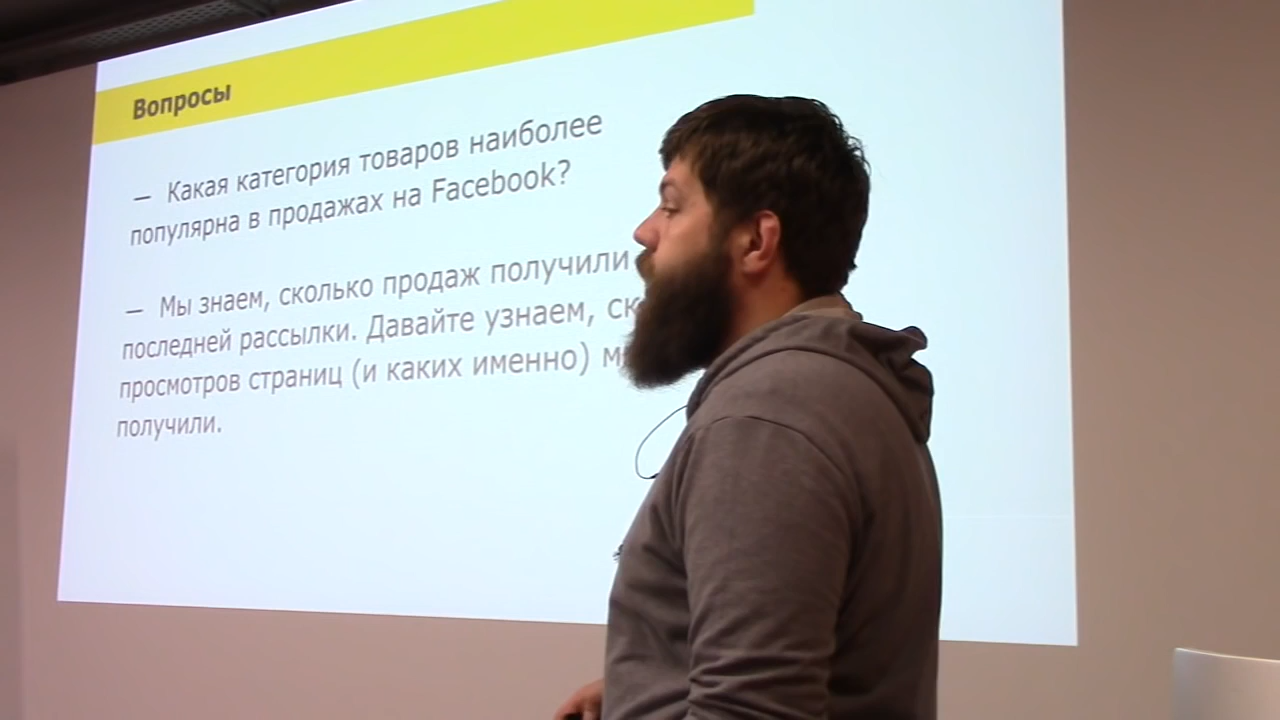 Вопросы
— Какая категория товаров наиболее
популярна в продажах на Facebook?
— Мы знаем, сколько продаж получили
последней рассылки. Давайте узнаем,
просмотров страниц (и каких именно)
получили.